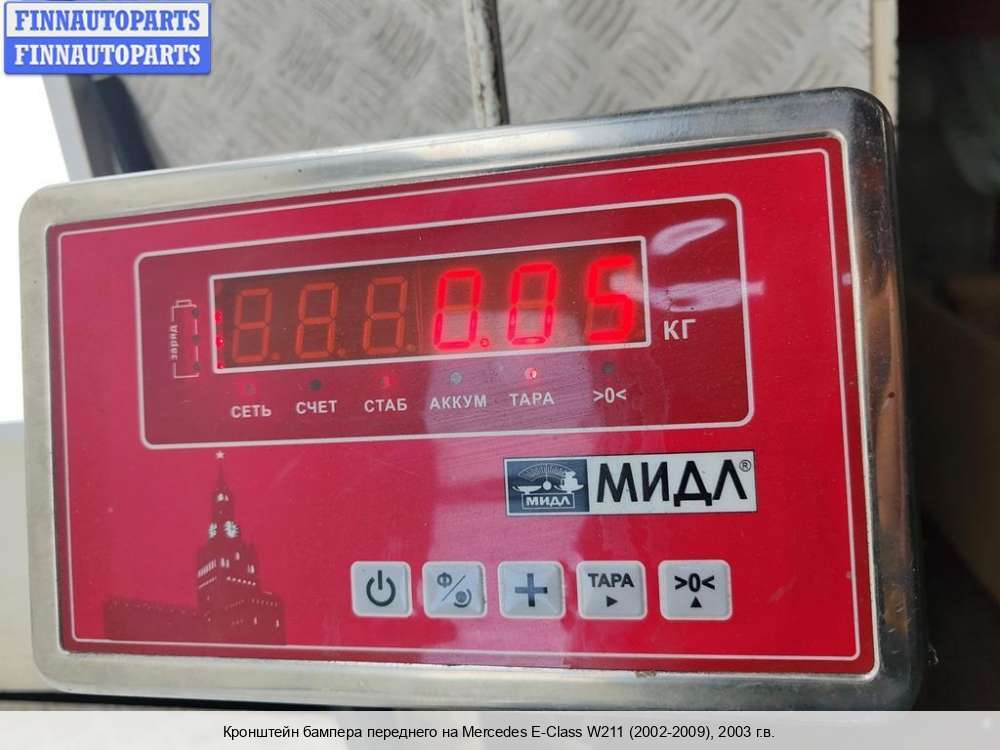 FINNAUTOPARTS
FINNAUTOPARTS
заряд
0.05
КГ
СЕТЬ СЧЕТ СТАБ АККУМ ТАРА >0<
МИДЛ МИДЛ®
Ф/ + ТАРА >0<
Кронштейн бампера переднего на Mercedes E-Class W211 (2002-2009), 2003 г.в.